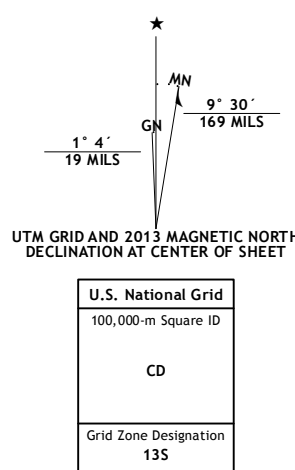 ★
MN
GN
9° 30´
169 MILS
1° 4´
19 MILS
UTM GRID AND 2013 MAGNETIC NORTH
DECLINATION AT CENTER OF SHEET
U.S. National Grid
100,000-m Square ID
CD
Grid Zone Designation
13S